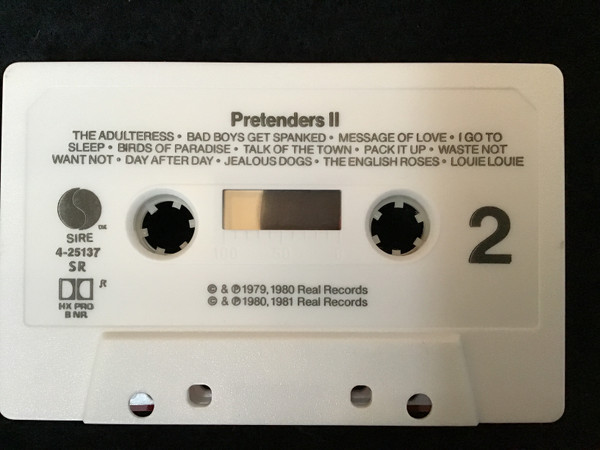 Pretenders II
THE ADULTERESS • BAD BOYS GET SPANKED • MESSAGE OF LOVE • I GO TO
SLEEP • BIRDS OF PARADISE • TALK OF THE TOWN • PACK IT UP • WASTE NOT
WANT NOT • DAY AFTER DAY • JEALOUS DOGS • THE ENGLISH ROSES • LOUIE LOUIE
TM
SIRE
4-25137
SR
2
R
HX PRO
B NR
© & ℗ 1979, 1980 Real Records
© & ℗ 1980, 1981 Real Records